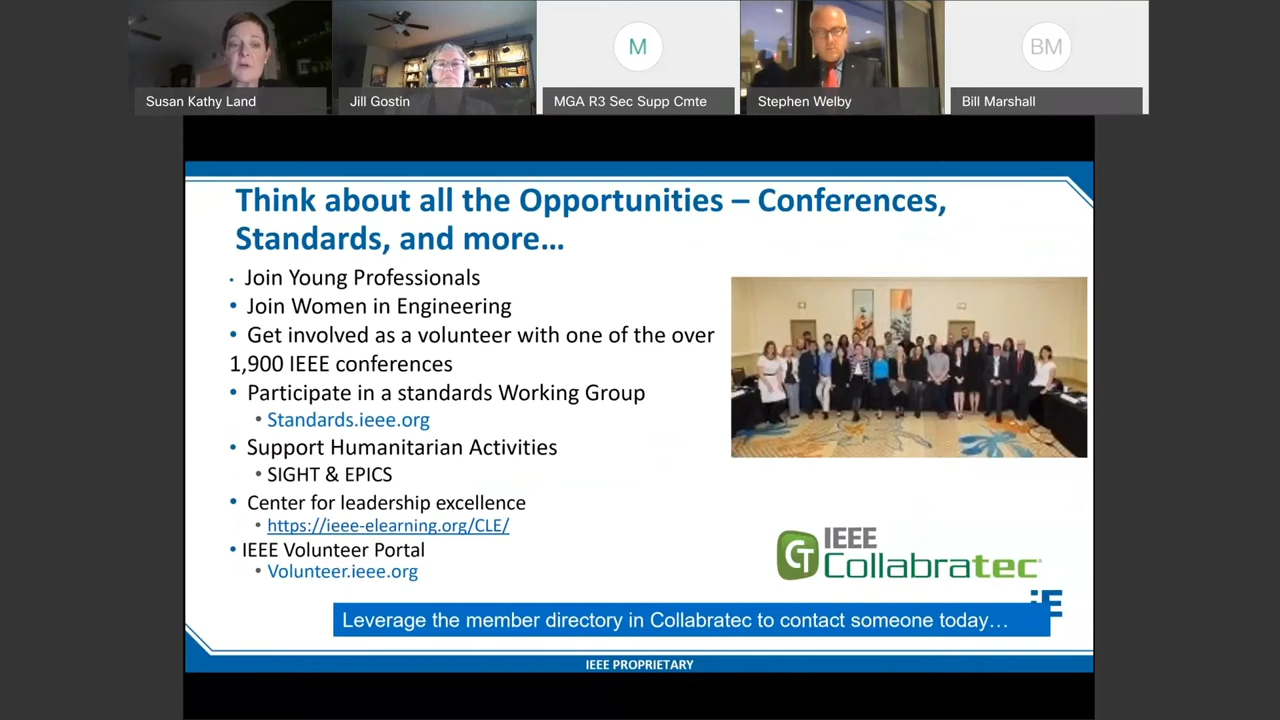 M
BM
Susan Kathy Land
Jill Gostin
MGA R3 Sec Supp Cmte
Stephen Welby
Bill Marshall
Think about all the Opportunities – Conferences,
Standards, and more…
• Join Young Professionals
• Join Women in Engineering
• Get involved as a volunteer with one of the over
1,900 IEEE conferences
• Participate in a standards Working Group
• Standards.ieee.org
• Support Humanitarian Activities
• SIGHT & EPICS
• Center for leadership excellence
• https://ieee-elearning.org/CLE/
• IEEE Volunteer Portal
• Volunteer.ieee.org
CT IEEE
Collabratec
Leverage the member directory in Collabratec to contact someone today…
IEEE PROPRIETARY